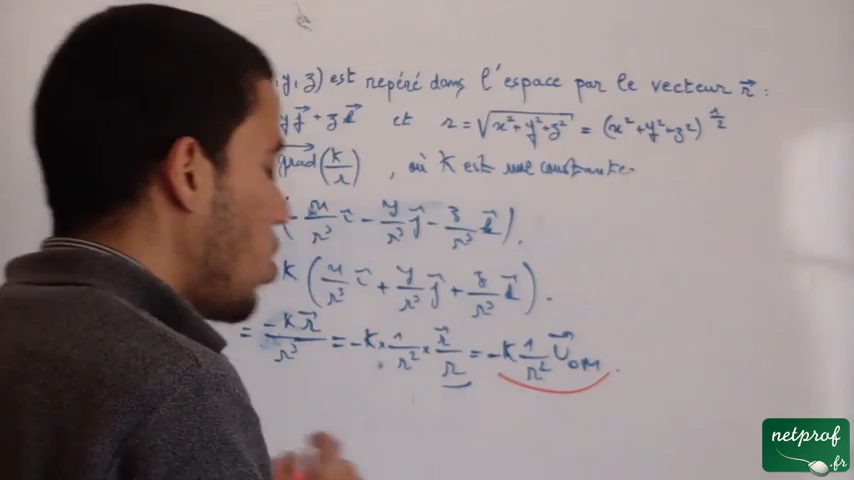 , y, z) est repéré dans l'espace par le vecteur r⃗ :
y j⃗ + z k⃗ et r = √(x² + y² + z²) = (x² + y² + z²)^(1/2)
grad⃗ (K/r) , où K est une constante.
(- x/r³ i⃗ - y/r³ j⃗ - z/r³ k⃗).
K (x/r³ i⃗ + y/r³ j⃗ + z/r³ k⃗).
= -K r⃗/r³ = -K × 1/r² × r⃗/r = -K 1/r² U⃗_OM .
netprof
.fr